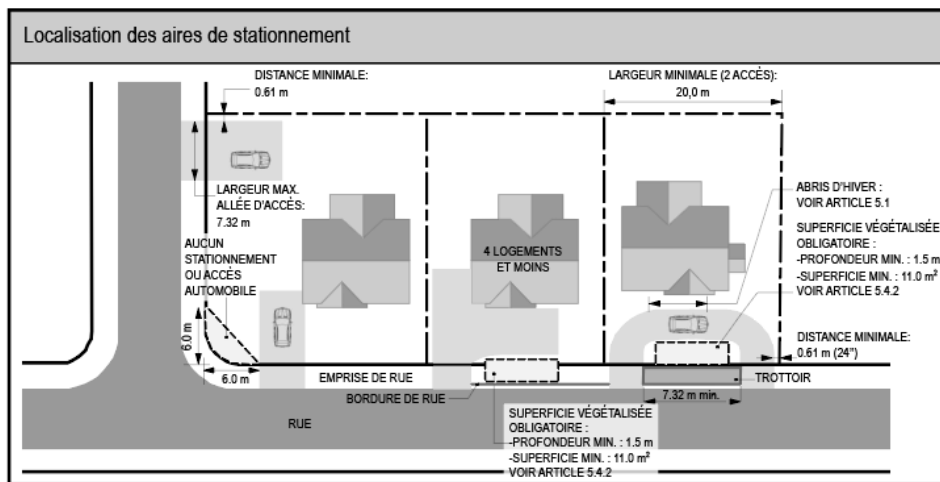 Localisation des aires de stationnement
DISTANCE MINIMALE:
0.61 m
LARGEUR MINIMALE (2 ACCÈS):
20,0 m
LARGEUR MAX.
ALLÉE D'ACCÈS:
7.32 m
AUCUN
STATIONNEMENT
OU ACCÈS
AUTOMOBILE
4 LOGEMENTS
ET MOINS
ABRIS D'HIVER :
VOIR ARTICLE 5.1
SUPERFICIE VÉGÉTALISÉE
OBLIGATOIRE :
-PROFONDEUR MIN. : 1.5 m
-SUPERFICIE MIN. : 11.0 m²
VOIR ARTICLE 5.4.2
DISTANCE MINIMALE:
0.61 m (24")
6.0 m
6.0 m
EMPRISE DE RUE
BORDURE DE RUE
TROTTOIR
7.32 m min.
RUE
SUPERFICIE VÉGÉTALISÉE
OBLIGATOIRE :
-PROFONDEUR MIN. : 1.5 m
-SUPERFICIE MIN. : 11.0 m²
VOIR ARTICLE 5.4.2